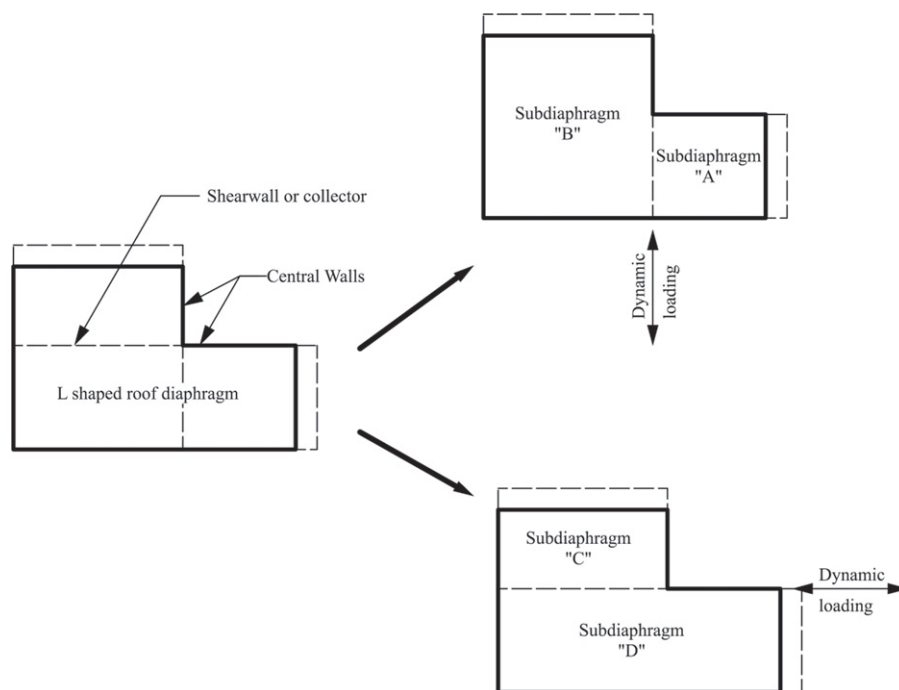 Subdiaphragm
"B"
Subdiaphragm
"A"
Shearwall or collector
Central Walls
Dynamic
loading
L shaped roof diaphragm
Subdiaphragm
"C"
Dynamic
loading
Subdiaphragm
"D"